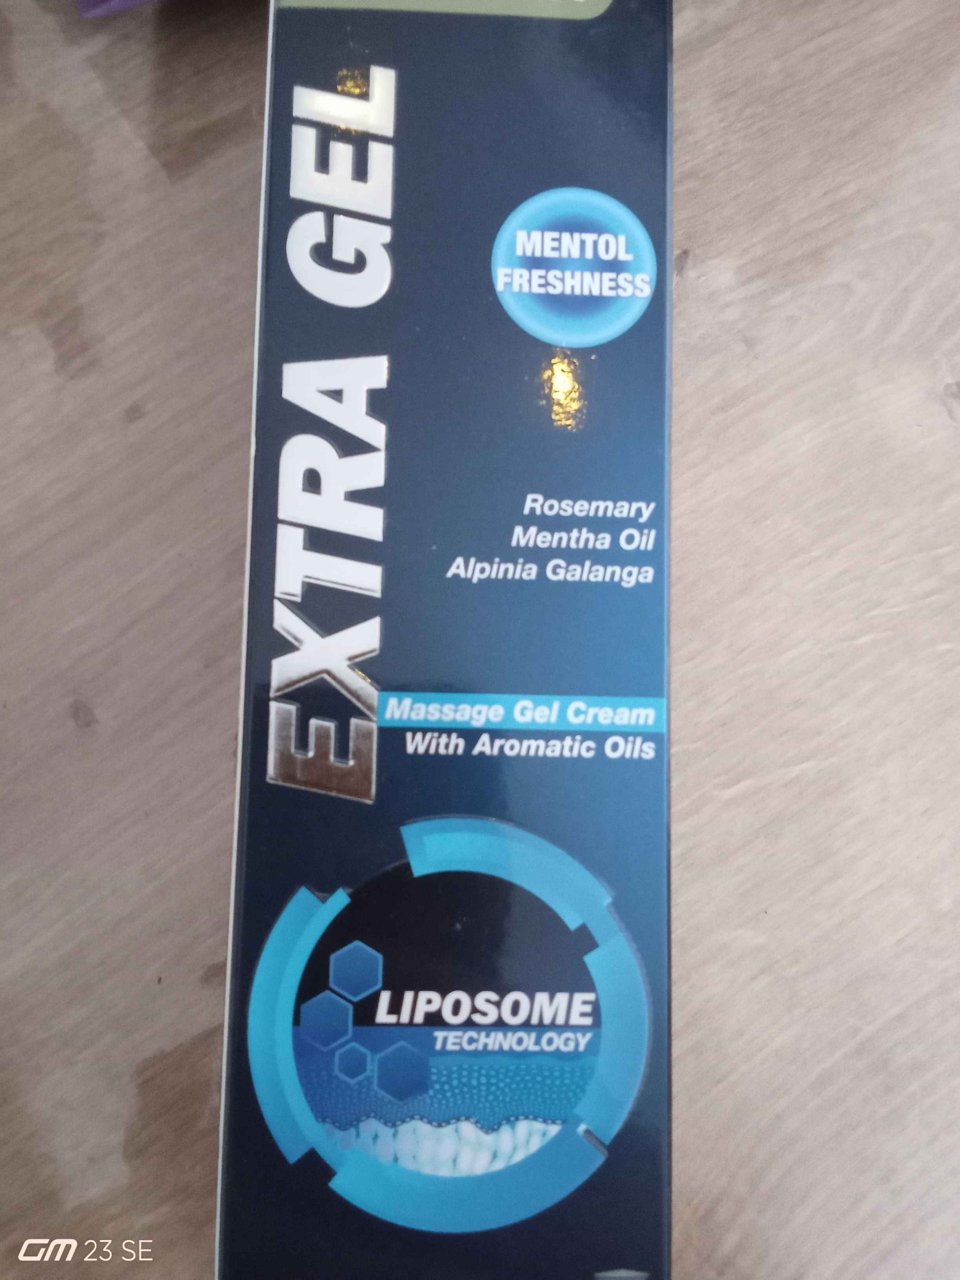 EXTRA GEL
MENTOL
FRESHNESS
Rosemary
Mentha Oil
Alpinia Galanga
Massage Gel Cream
With Aromatic Oils
LIPOSOME
TECHNOLOGY
GM 23 SE